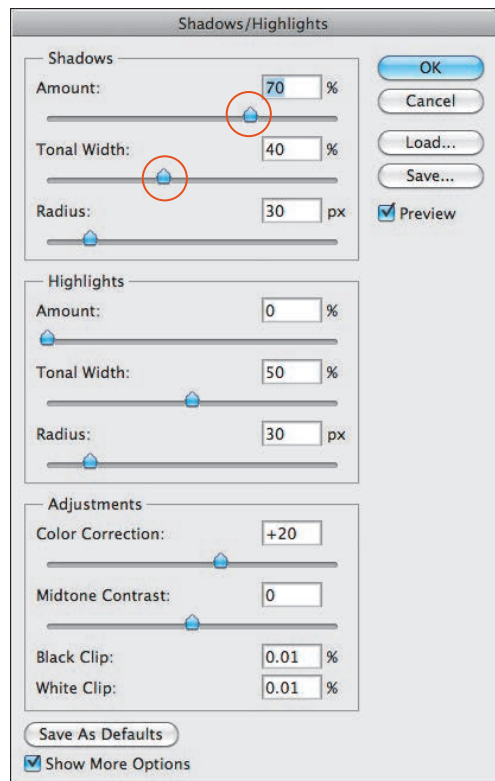 Shadows/Highlights
Shadows
Amount: 70 %
Tonal Width: 40 %
Radius: 30 px
Highlights
Amount: 0 %
Tonal Width: 50 %
Radius: 30 px
Adjustments
Color Correction: +20
Midtone Contrast: 0
Black Clip: 0.01 %
White Clip: 0.01 %
Save As Defaults
Show More Options
OK
Cancel
Load...
Save...
Preview